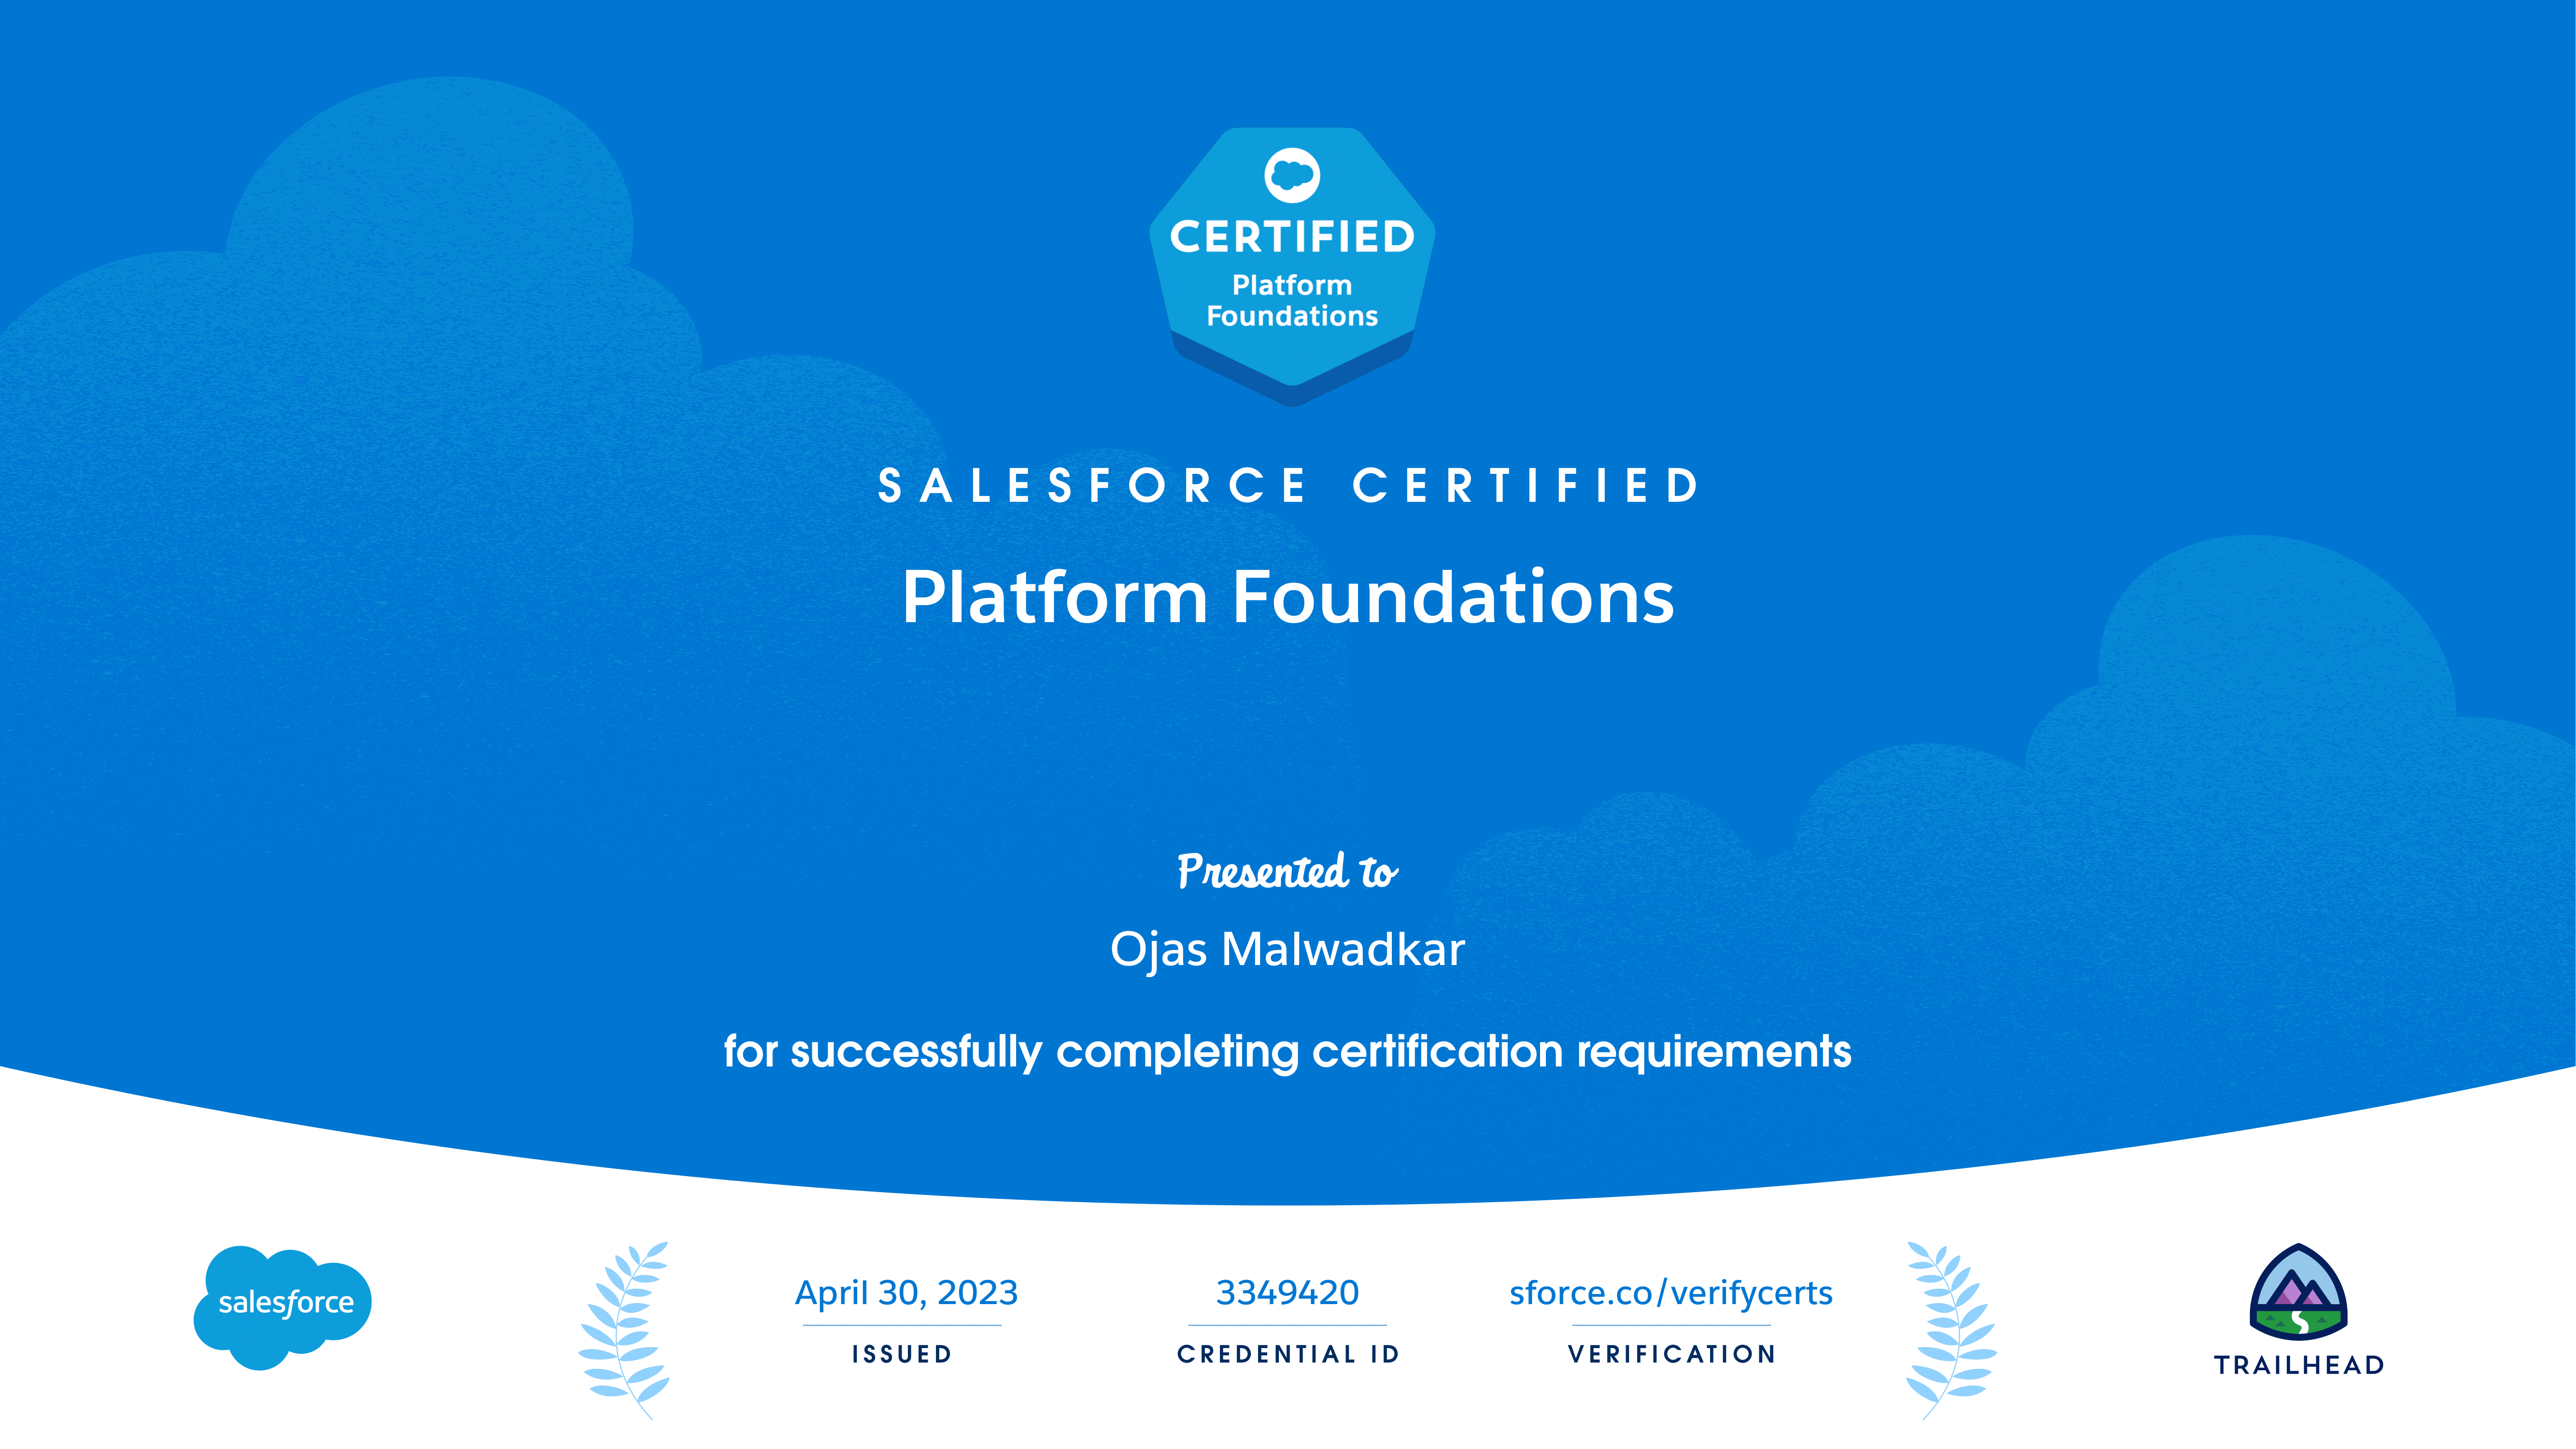 CERTIFIED
Platform
Foundations
SALESFORCE CERTIFIED
Platform Foundations
Presented to
Ojas Malwadkar
for successfully completing certification requirements
salesforce
April 30, 2023
ISSUED
3349420
CREDENTIAL ID
sforce.co/verifycerts
VERIFICATION
TRAILHEAD